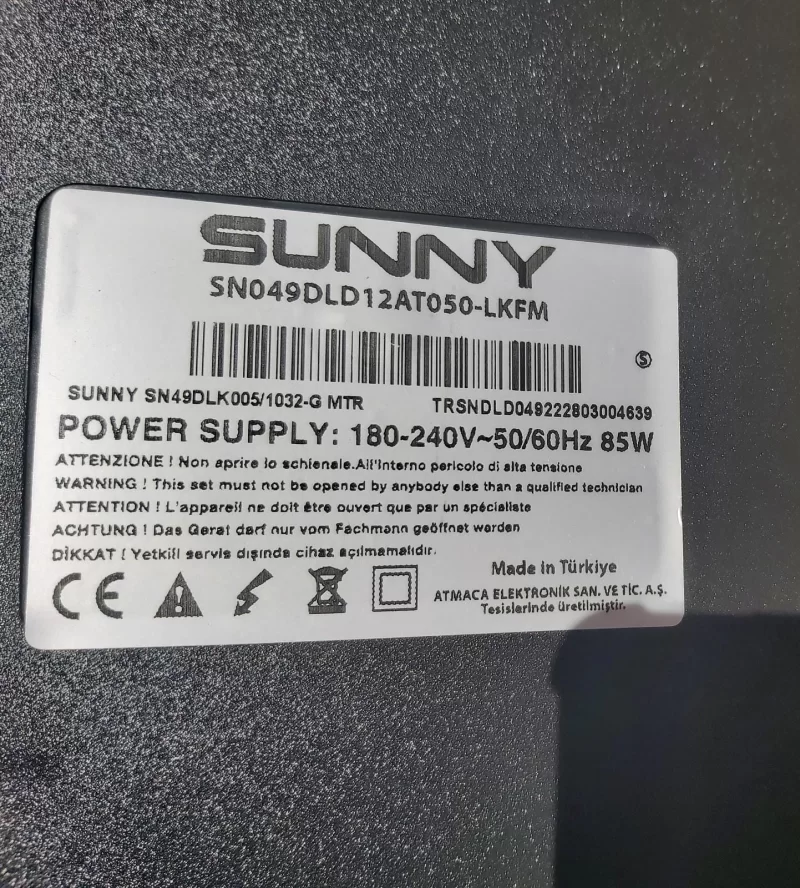 SUNNY
SN049DLD12AT050-LKFM
S
SUNNY SN49DLK005/1032-G MTR TRSNDLD049222803004639
POWER SUPPLY: 180-240V~50/60Hz 85W
ATTENZIONE ! Non aprire lo schienale.All'interno pericolo di alta tensione
WARNING ! This set must not be opened by anybody else than a qualified technician
ATTENTION ! L'appareil ne doit être ouvert que par un spécialiste
ACHTUNG ! Das Gerat darf nur vom Fachmann geöffnet werden
DİKKAT ! Yetkili servis dışında cihaz açılmamalıdır.
CE
Made in Türkiye
ATMACA ELEKTRONİK SAN. VE TİC. A.Ş.
Tesislerinde üretilmiştir.